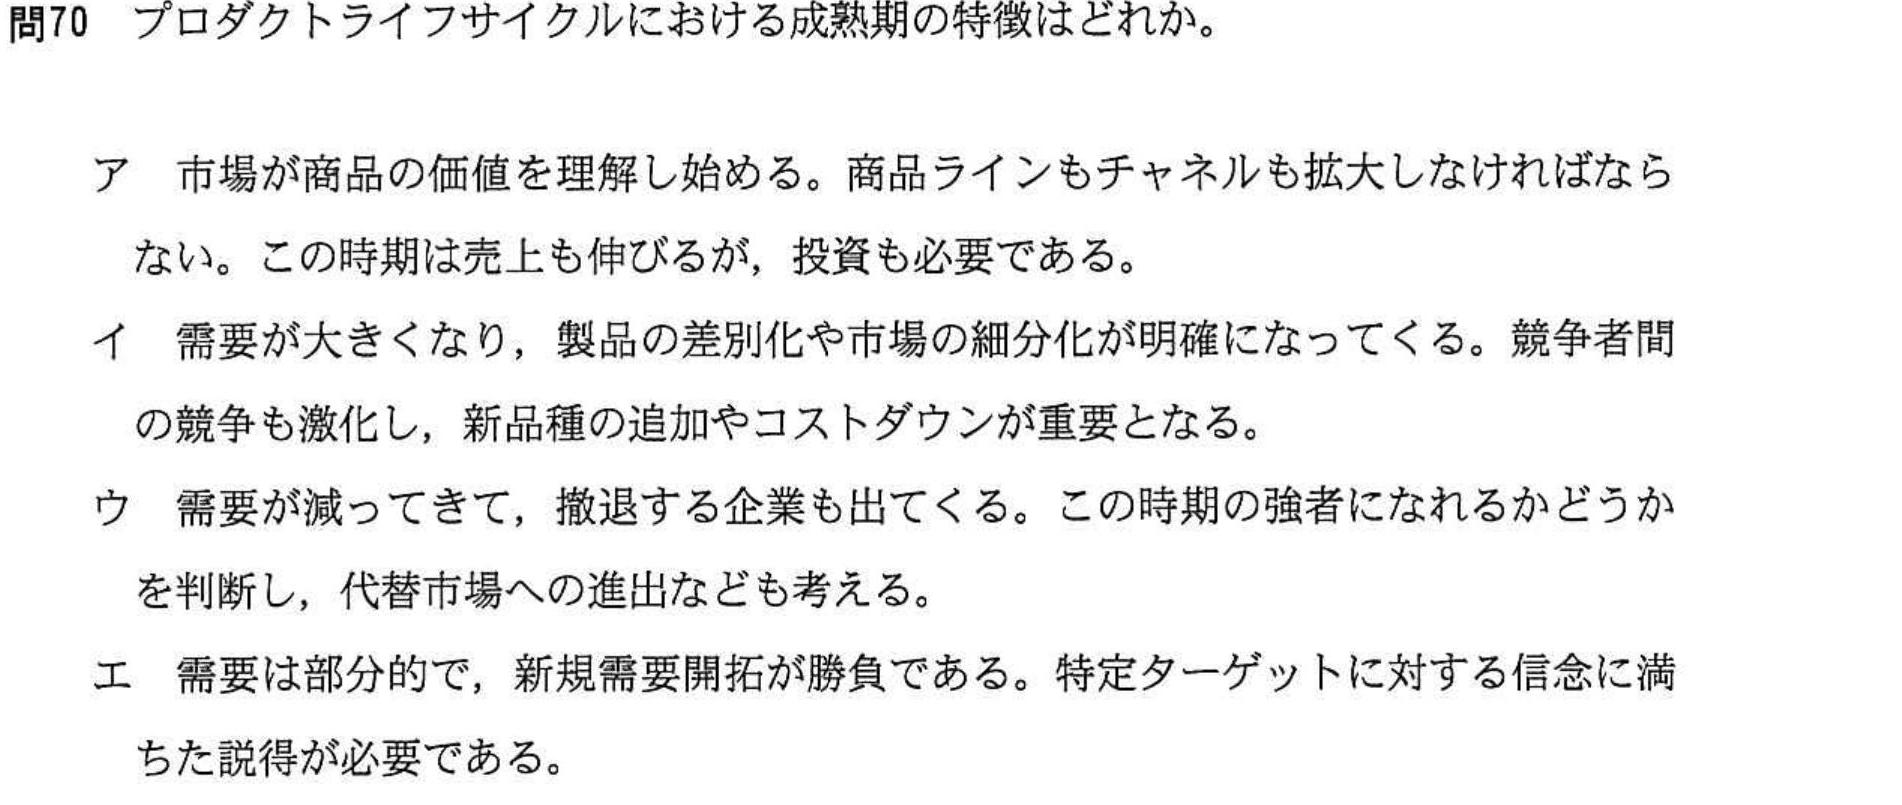 問70 プロダクトライフサイクルにおける成熟期の特徴はどれか。
ア 市場が商品の価値を理解し始める。商品ラインもチャネルも拡大しなければなら
ない。この時期は売上も伸びるが，投資も必要である。
イ 需要が大きくなり，製品の差別化や市場の細分化が明確になってくる。競争者間
の競争も激化し，新品種の追加やコストダウンが重要となる。
ウ 需要が減ってきて，撤退する企業も出てくる。この時期の強者になれるかどうか
を判断し，代替市場への進出なども考える。
エ 需要は部分的で，新規需要開拓が勝負である。特定ターゲットに対する信念に満
ちた説得が必要である。